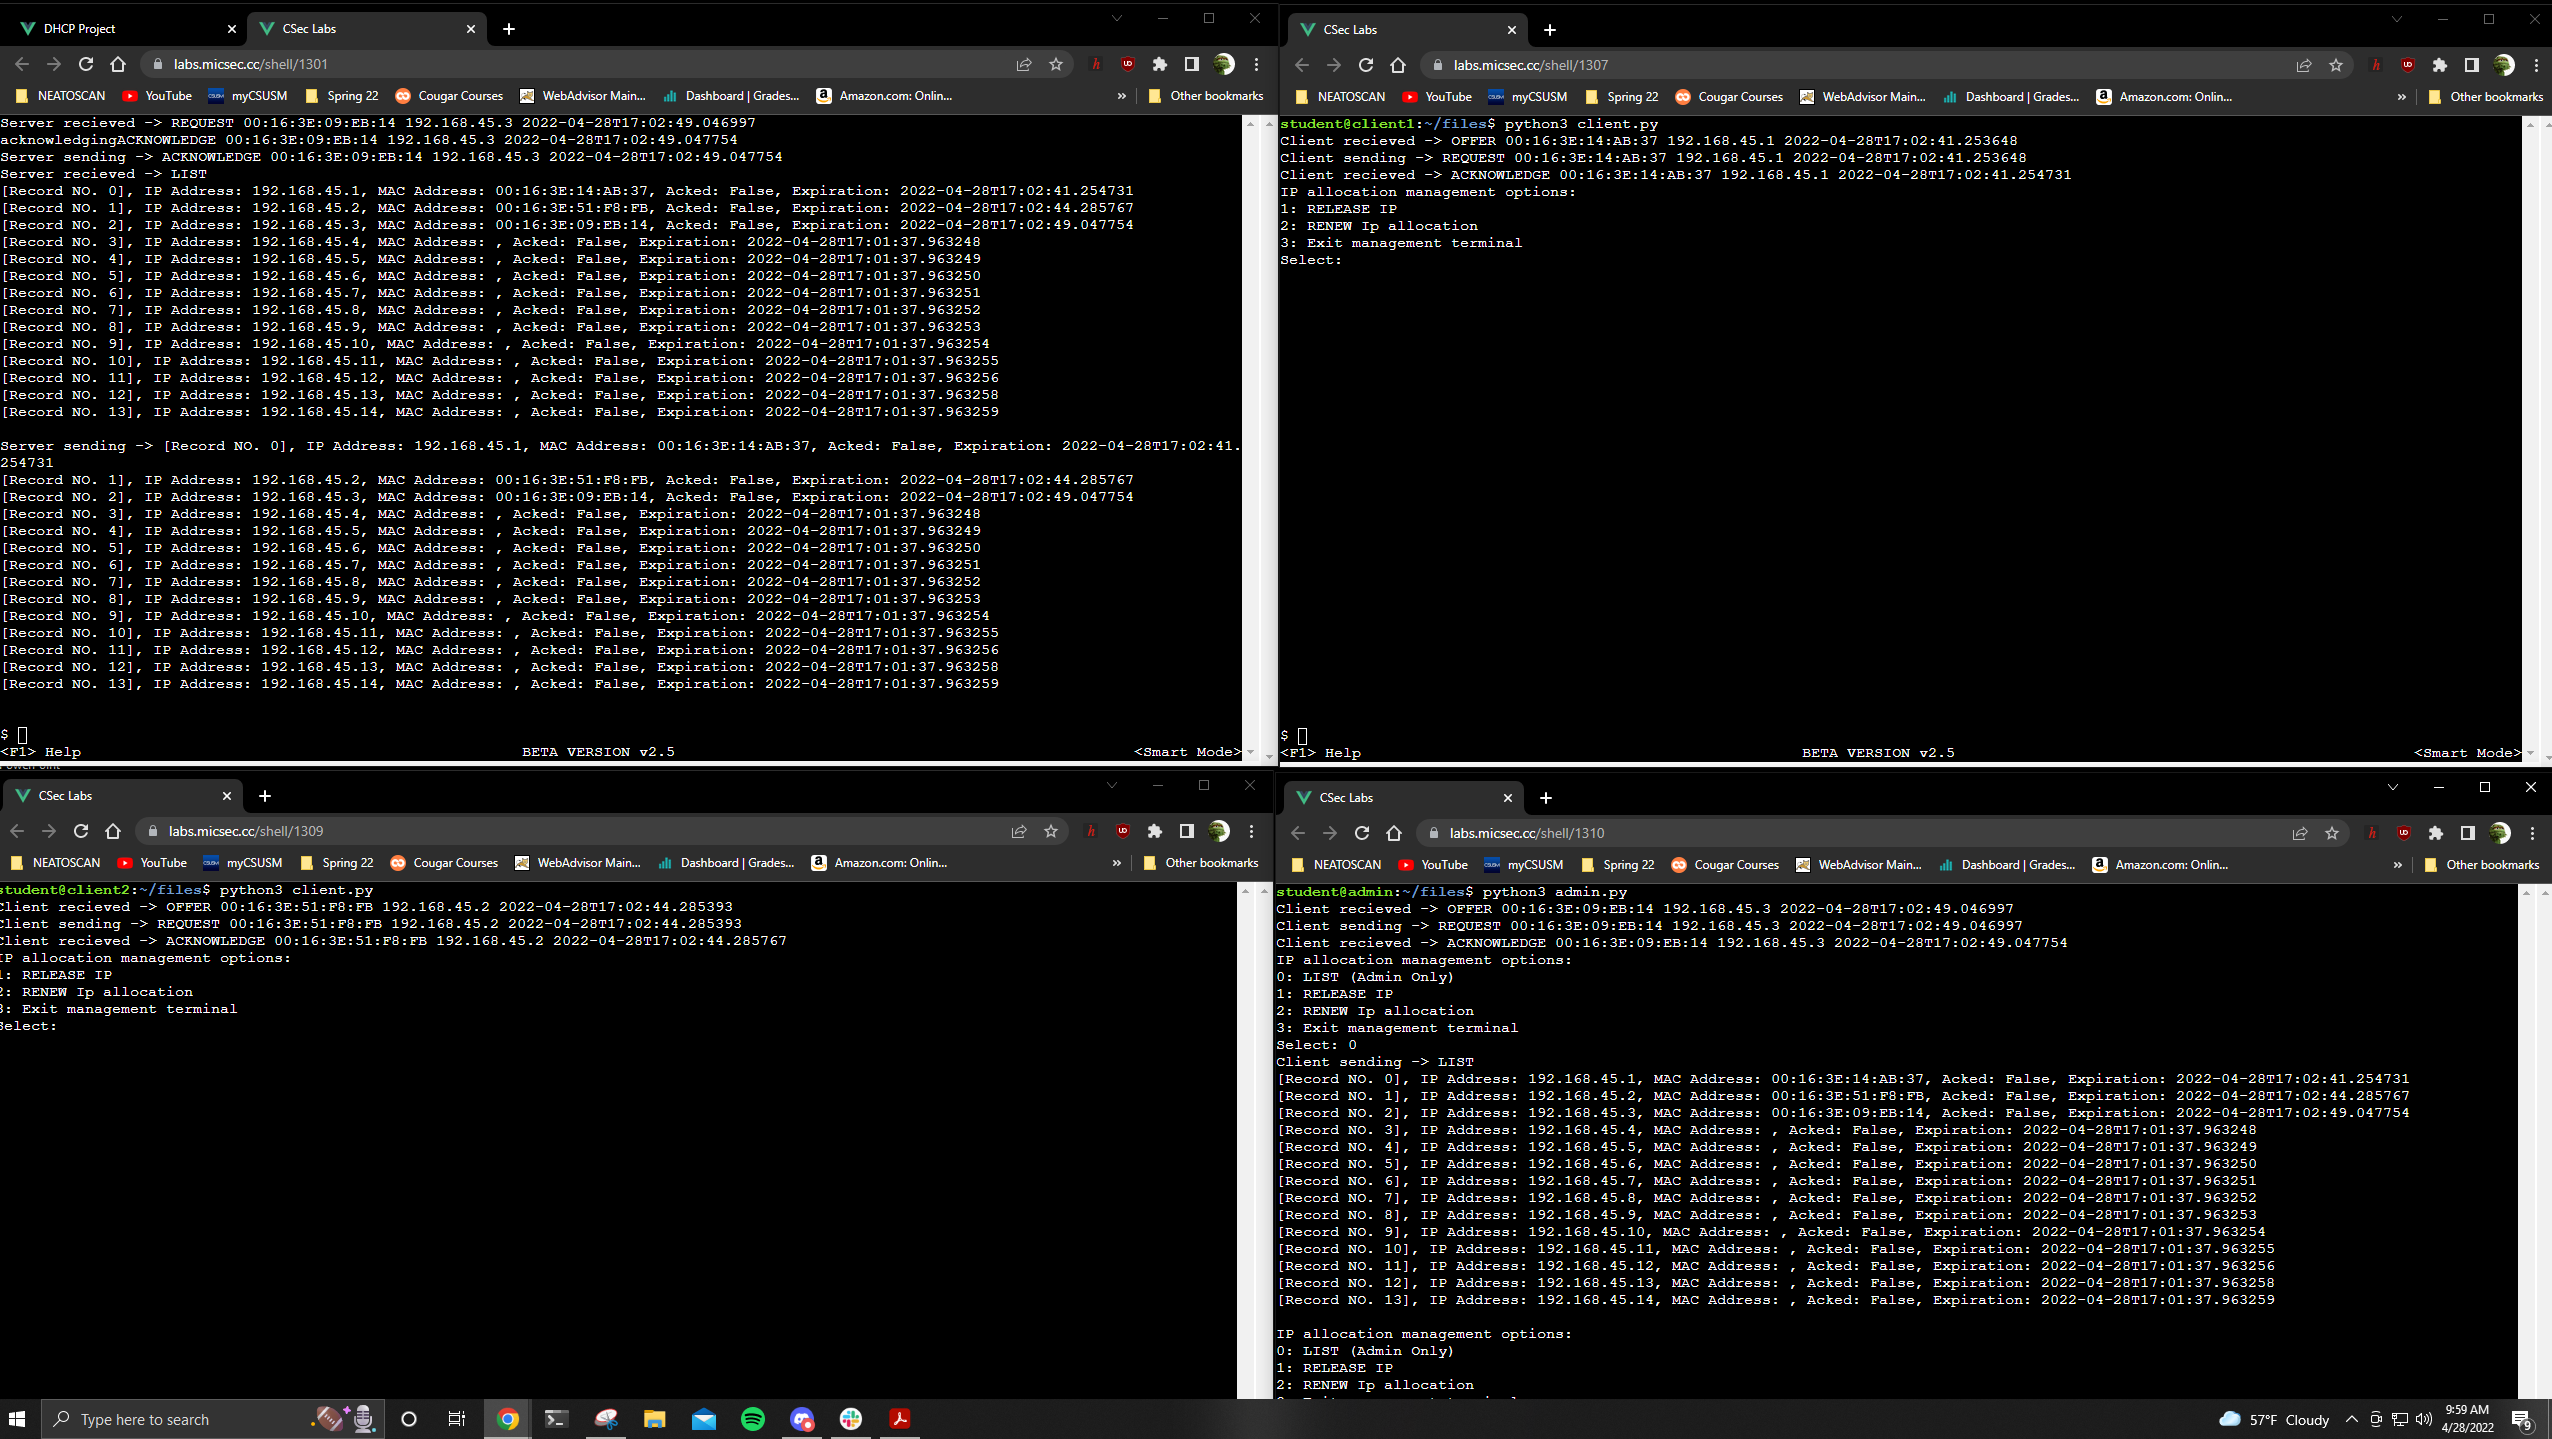 DHCP Project
CSec Labs
labs.micsec.cc/shell/1301
NEATOSCAN YouTube myCSUSM Spring 22 Cougar Courses WebAdvisor Main... Dashboard | Grades... Amazon.com: Onlin... » Other bookmarks
Server recieved -> REQUEST 00:16:3E:09:EB:14 192.168.45.3 2022-04-28T17:02:49.046997
acknowledgingACKNOWLEDGE 00:16:3E:09:EB:14 192.168.45.3 2022-04-28T17:02:49.047754
Server sending -> ACKNOWLEDGE 00:16:3E:09:EB:14 192.168.45.3 2022-04-28T17:02:49.047754
Server recieved -> LIST
[Record NO. 0], IP Address: 192.168.45.1, MAC Address: 00:16:3E:14:AB:37, Acked: False, Expiration: 2022-04-28T17:02:41.254731
[Record NO. 1], IP Address: 192.168.45.2, MAC Address: 00:16:3E:51:F8:FB, Acked: False, Expiration: 2022-04-28T17:02:44.285767
[Record NO. 2], IP Address: 192.168.45.3, MAC Address: 00:16:3E:09:EB:14, Acked: False, Expiration: 2022-04-28T17:02:49.047754
[Record NO. 3], IP Address: 192.168.45.4, MAC Address: , Acked: False, Expiration: 2022-04-28T17:01:37.963248
[Record NO. 4], IP Address: 192.168.45.5, MAC Address: , Acked: False, Expiration: 2022-04-28T17:01:37.963249
[Record NO. 5], IP Address: 192.168.45.6, MAC Address: , Acked: False, Expiration: 2022-04-28T17:01:37.963250
[Record NO. 6], IP Address: 192.168.45.7, MAC Address: , Acked: False, Expiration: 2022-04-28T17:01:37.963251
[Record NO. 7], IP Address: 192.168.45.8, MAC Address: , Acked: False, Expiration: 2022-04-28T17:01:37.963252
[Record NO. 8], IP Address: 192.168.45.9, MAC Address: , Acked: False, Expiration: 2022-04-28T17:01:37.963253
[Record NO. 9], IP Address: 192.168.45.10, MAC Address: , Acked: False, Expiration: 2022-04-28T17:01:37.963254
[Record NO. 10], IP Address: 192.168.45.11, MAC Address: , Acked: False, Expiration: 2022-04-28T17:01:37.963255
[Record NO. 11], IP Address: 192.168.45.12, MAC Address: , Acked: False, Expiration: 2022-04-28T17:01:37.963256
[Record NO. 12], IP Address: 192.168.45.13, MAC Address: , Acked: False, Expiration: 2022-04-28T17:01:37.963258
[Record NO. 13], IP Address: 192.168.45.14, MAC Address: , Acked: False, Expiration: 2022-04-28T17:01:37.963259
Server sending -> [Record NO. 0], IP Address: 192.168.45.1, MAC Address: 00:16:3E:14:AB:37, Acked: False, Expiration: 2022-04-28T17:02:41.
254731
[Record NO. 1], IP Address: 192.168.45.2, MAC Address: 00:16:3E:51:F8:FB, Acked: False, Expiration: 2022-04-28T17:02:44.285767
[Record NO. 2], IP Address: 192.168.45.3, MAC Address: 00:16:3E:09:EB:14, Acked: False, Expiration: 2022-04-28T17:02:49.047754
[Record NO. 3], IP Address: 192.168.45.4, MAC Address: , Acked: False, Expiration: 2022-04-28T17:01:37.963248
[Record NO. 4], IP Address: 192.168.45.5, MAC Address: , Acked: False, Expiration: 2022-04-28T17:01:37.963249
[Record NO. 5], IP Address: 192.168.45.6, MAC Address: , Acked: False, Expiration: 2022-04-28T17:01:37.963250
[Record NO. 6], IP Address: 192.168.45.7, MAC Address: , Acked: False, Expiration: 2022-04-28T17:01:37.963251
[Record NO. 7], IP Address: 192.168.45.8, MAC Address: , Acked: False, Expiration: 2022-04-28T17:01:37.963252
[Record NO. 8], IP Address: 192.168.45.9, MAC Address: , Acked: False, Expiration: 2022-04-28T17:01:37.963253
[Record NO. 9], IP Address: 192.168.45.10, MAC Address: , Acked: False, Expiration: 2022-04-28T17:01:37.963254
[Record NO. 10], IP Address: 192.168.45.11, MAC Address: , Acked: False, Expiration: 2022-04-28T17:01:37.963255
[Record NO. 11], IP Address: 192.168.45.12, MAC Address: , Acked: False, Expiration: 2022-04-28T17:01:37.963256
[Record NO. 12], IP Address: 192.168.45.13, MAC Address: , Acked: False, Expiration: 2022-04-28T17:01:37.963258
[Record NO. 13], IP Address: 192.168.45.14, MAC Address: , Acked: False, Expiration: 2022-04-28T17:01:37.963259
$
<F1> Help BETA VERSION v2.5 <Smart Mode>
CSec Labs
labs.micsec.cc/shell/1307
NEATOSCAN YouTube myCSUSM Spring 22 Cougar Courses WebAdvisor Main... Dashboard | Grades... Amazon.com: Onlin... » Other bookmarks
student@client1:~/files$ python3 client.py
Client recieved -> OFFER 00:16:3E:14:AB:37 192.168.45.1 2022-04-28T17:02:41.253648
Client sending -> REQUEST 00:16:3E:14:AB:37 192.168.45.1 2022-04-28T17:02:41.253648
Client recieved -> ACKNOWLEDGE 00:16:3E:14:AB:37 192.168.45.1 2022-04-28T17:02:41.254731
IP allocation management options:
1: RELEASE IP
2: RENEW Ip allocation
3: Exit management terminal
Select:
$
<F1> Help BETA VERSION v2.5 <Smart Mode>
CSec Labs
labs.micsec.cc/shell/1309
NEATOSCAN YouTube myCSUSM Spring 22 Cougar Courses WebAdvisor Main... Dashboard | Grades... Amazon.com: Onlin... » Other bookmarks
student@client2:~/files$ python3 client.py
Client recieved -> OFFER 00:16:3E:51:F8:FB 192.168.45.2 2022-04-28T17:02:44.285393
Client sending -> REQUEST 00:16:3E:51:F8:FB 192.168.45.2 2022-04-28T17:02:44.285393
Client recieved -> ACKNOWLEDGE 00:16:3E:51:F8:FB 192.168.45.2 2022-04-28T17:02:44.285767
IP allocation management options:
1: RELEASE IP
2: RENEW Ip allocation
3: Exit management terminal
Select:
CSec Labs
labs.micsec.cc/shell/1310
NEATOSCAN YouTube myCSUSM Spring 22 Cougar Courses WebAdvisor Main... Dashboard | Grades... Amazon.com: Onlin... » Other bookmarks
student@admin:~/files$ python3 admin.py
Client recieved -> OFFER 00:16:3E:09:EB:14 192.168.45.3 2022-04-28T17:02:49.046997
Client sending -> REQUEST 00:16:3E:09:EB:14 192.168.45.3 2022-04-28T17:02:49.046997
Client recieved -> ACKNOWLEDGE 00:16:3E:09:EB:14 192.168.45.3 2022-04-28T17:02:49.047754
IP allocation management options:
0: LIST (Admin Only)
1: RELEASE IP
2: RENEW Ip allocation
3: Exit management terminal
Select: 0
Client sending -> LIST
[Record NO. 0], IP Address: 192.168.45.1, MAC Address: 00:16:3E:14:AB:37, Acked: False, Expiration: 2022-04-28T17:02:41.254731
[Record NO. 1], IP Address: 192.168.45.2, MAC Address: 00:16:3E:51:F8:FB, Acked: False, Expiration: 2022-04-28T17:02:44.285767
[Record NO. 2], IP Address: 192.168.45.3, MAC Address: 00:16:3E:09:EB:14, Acked: False, Expiration: 2022-04-28T17:02:49.047754
[Record NO. 3], IP Address: 192.168.45.4, MAC Address: , Acked: False, Expiration: 2022-04-28T17:01:37.963248
[Record NO. 4], IP Address: 192.168.45.5, MAC Address: , Acked: False, Expiration: 2022-04-28T17:01:37.963249
[Record NO. 5], IP Address: 192.168.45.6, MAC Address: , Acked: False, Expiration: 2022-04-28T17:01:37.963250
[Record NO. 6], IP Address: 192.168.45.7, MAC Address: , Acked: False, Expiration: 2022-04-28T17:01:37.963251
[Record NO. 7], IP Address: 192.168.45.8, MAC Address: , Acked: False, Expiration: 2022-04-28T17:01:37.963252
[Record NO. 8], IP Address: 192.168.45.9, MAC Address: , Acked: False, Expiration: 2022-04-28T17:01:37.963253
[Record NO. 9], IP Address: 192.168.45.10, MAC Address: , Acked: False, Expiration: 2022-04-28T17:01:37.963254
[Record NO. 10], IP Address: 192.168.45.11, MAC Address: , Acked: False, Expiration: 2022-04-28T17:01:37.963255
[Record NO. 11], IP Address: 192.168.45.12, MAC Address: , Acked: False, Expiration: 2022-04-28T17:01:37.963256
[Record NO. 12], IP Address: 192.168.45.13, MAC Address: , Acked: False, Expiration: 2022-04-28T17:01:37.963258
[Record NO. 13], IP Address: 192.168.45.14, MAC Address: , Acked: False, Expiration: 2022-04-28T17:01:37.963259
IP allocation management options:
0: LIST (Admin Only)
1: RELEASE IP
2: RENEW Ip allocation
Type here to search
57°F Cloudy
9:59 AM
4/28/2022
9